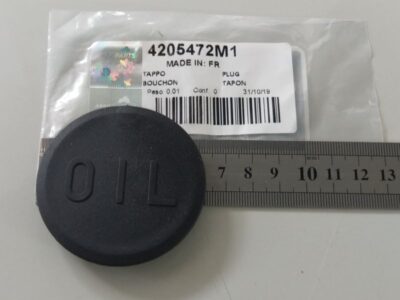 PARTS
4205472M1
MADE IN: FR
TAPPO PLUG
BOUCHON TAPON
Peso 0,01 Conf. 0 31/10/19
OIL
7 8 9 10 11 12 13